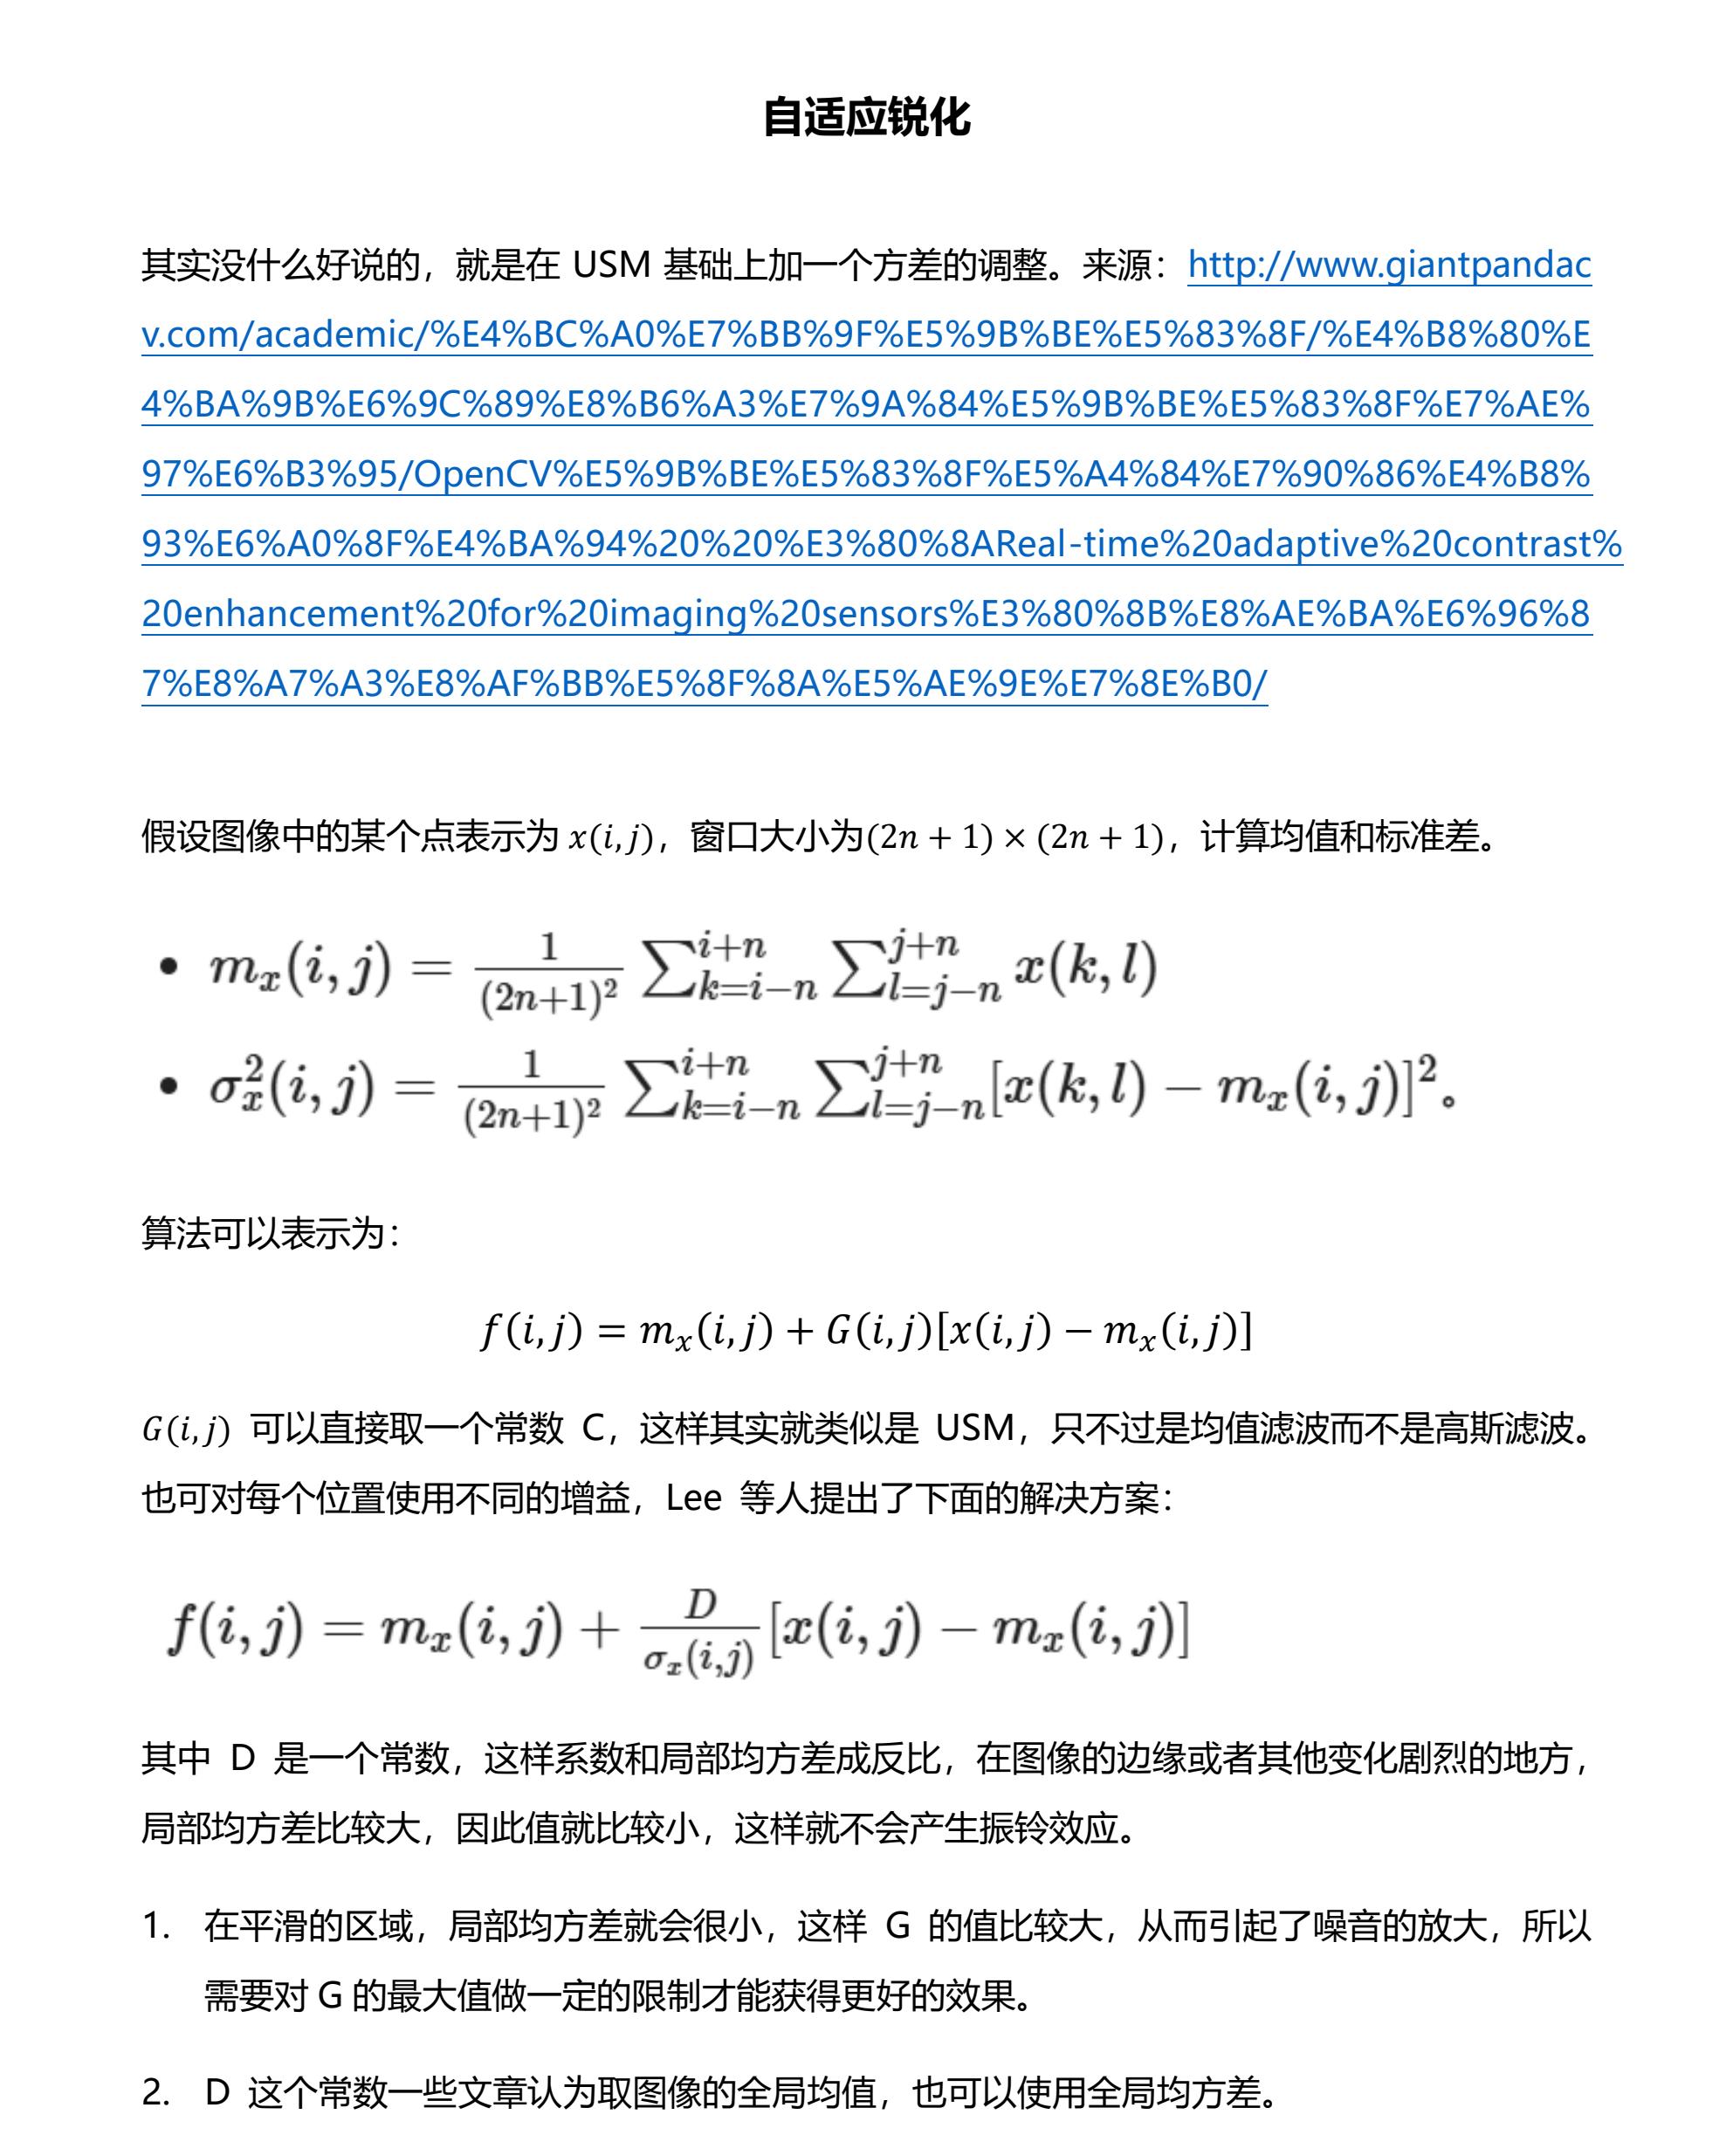 自适应锐化
其实没什么好说的，就是在 USM 基础上加一个方差的调整。来源：http://www.giantpandac
v.com/academic/%E4%BC%A0%E7%BB%9F%E5%9B%BE%E5%83%8F/%E4%B8%80%E
4%BA%9B%E6%9C%89%E8%B6%A3%E7%9A%84%E5%9B%BE%E5%83%8F%E7%AE%
97%E6%B3%95/OpenCV%E5%9B%BE%E5%83%8F%E5%A4%84%E7%90%86%E4%B8%
93%E6%A0%8F%E4%BA%94%20%20%E3%80%8AReal-time%20adaptive%20contrast%
20enhancement%20for%20imaging%20sensors%E3%80%8B%E8%AE%BA%E6%96%8
7%E8%A7%A3%E8%AF%BB%E5%8F%8A%E5%AE%9E%E7%8E%B0/
假设图像中的某个点表示为 x(i,j)，窗口大小为(2n + 1) × (2n + 1)，计算均值和标准差。
• m_x(i, j) = \frac{1}{(2n+1)^2} \sum_{k=i-n}^{i+n} \sum_{l=j-n}^{j+n} x(k, l)
• σ_x^2(i, j) = \frac{1}{(2n+1)^2} \sum_{k=i-n}^{i+n} \sum_{l=j-n}^{j+n} [x(k, l) − m_x(i, j)]^2。
算法可以表示为：
f(i,j) = m_x(i,j) + G(i,j)[x(i,j) − m_x(i,j)]
G(i,j) 可以直接取一个常数 C，这样其实就类似是 USM，只不过是均值滤波而不是高斯滤波。
也可对每个位置使用不同的增益，Lee 等人提出了下面的解决方案：
f(i, j) = m_x(i, j) + \frac{D}{σ_x(i,j)} [x(i, j) − m_x(i, j)]
其中 D 是一个常数，这样系数和局部均方差成反比，在图像的边缘或者其他变化剧烈的地方，
局部均方差比较大，因此值就比较小，这样就不会产生振铃效应。
1. 在平滑的区域，局部均方差就会很小，这样 G 的值比较大，从而引起了噪音的放大，所以
需要对 G 的最大值做一定的限制才能获得更好的效果。
2. D 这个常数一些文章认为取图像的全局均值，也可以使用全局均方差。